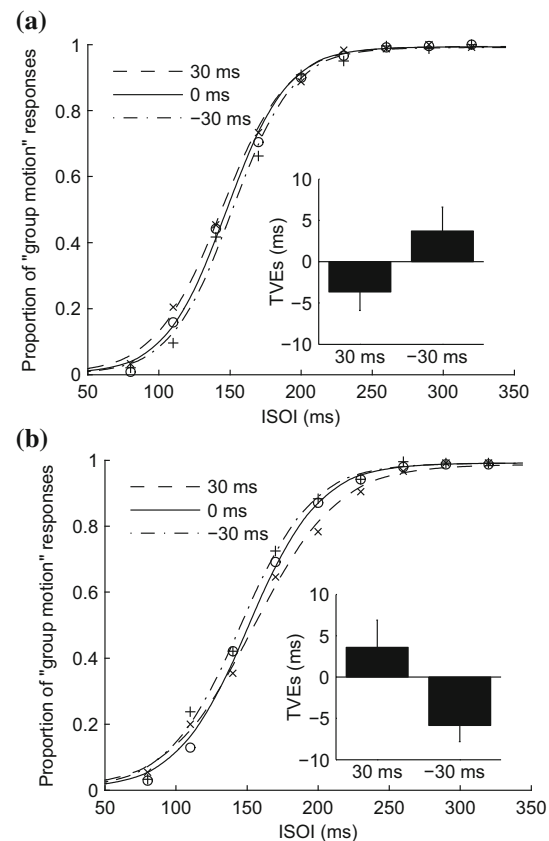 (a)
Proportion of "group motion" responses
1
0.8
0.6
0.4
0.2
0
30 ms
0 ms
−30 ms
TVEs (ms)
10
5
0
−5
−10
30 ms −30 ms
50 100 150 200 250 300 350
ISOI (ms)
(b)
Proportion of "group motion" responses
1
0.8
0.6
0.4
0.2
0
30 ms
0 ms
−30 ms
TVEs (ms)
10
5
0
−5
−10
30 ms −30 ms
50 100 150 200 250 300 350
ISOI (ms)